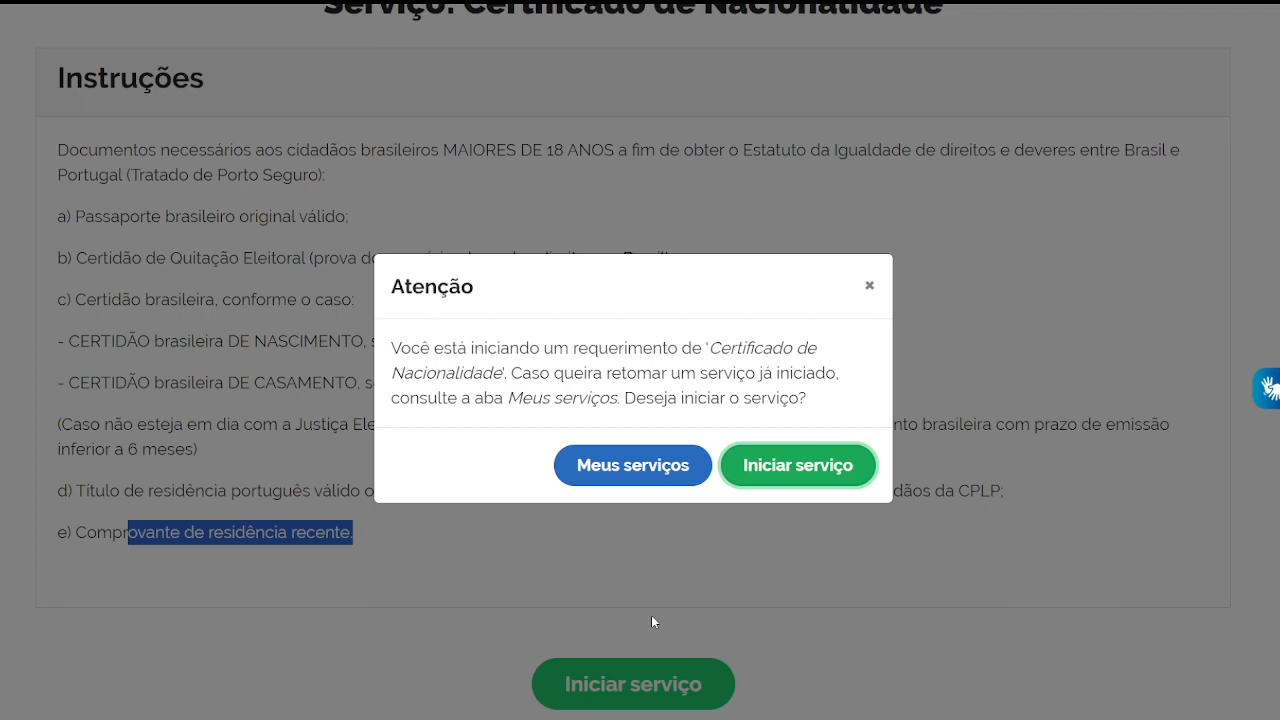 Serviço: Certificado de Nacionalidade
Instruções
Documentos necessários aos cidadãos brasileiros MAIORES DE 18 ANOS a fim de obter o Estatuto da Igualdade de direitos e deveres entre Brasil e
Portugal (Tratado de Porto Seguro):
a) Passaporte brasileiro original válido;
b) Certidão de Quitação Eleitoral (prova do
c) Certidão brasileira, conforme o caso:
- CERTIDÃO brasileira DE NASCIMENTO,
- CERTIDÃO brasileira DE CASAMENTO,
(Caso não esteja em dia com a Justiça brasileira com prazo de emissão
inferior a 6 meses)
d) Título de residência português válido da CPLP;
e) Comprovante de residência recente.
Atenção
×
Você está iniciando um requerimento de 'Certificado de
Nacionalidade'. Caso queira retomar um serviço já iniciado,
consulte a aba Meus serviços. Deseja iniciar o serviço?
Meus serviços
Iniciar serviço
Iniciar serviço